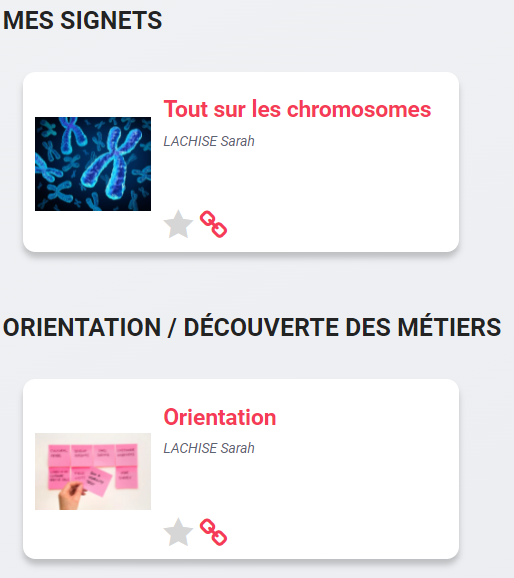 MES SIGNETS
Tout sur les chromosomes
LACHISE Sarah
ORIENTATION / DÉCOUVERTE DES MÉTIERS
Orientation
LACHISE Sarah